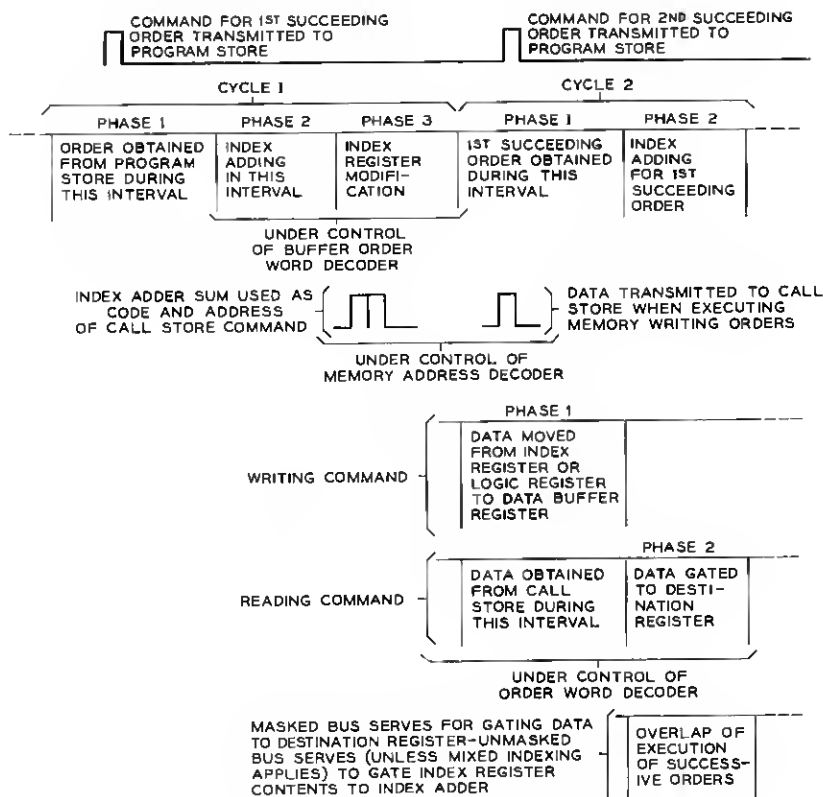 COMMAND FOR 1ST SUCCEEDING
ORDER TRANSMITTED TO
PROGRAM STORE
COMMAND FOR 2ND SUCCEEDING
ORDER TRANSMITTED TO
PROGRAM STORE
CYCLE 1
CYCLE 2
PHASE 1
PHASE 2
PHASE 3
PHASE 1
PHASE 2
ORDER OBTAINED
FROM PROGRAM
STORE DURING
THIS INTERVAL
INDEX
ADDING
IN THIS
INTERVAL
INDEX
REGISTER
MODIFI-
CATION
1ST SUCCEEDING
ORDER OBTAINED
DURING THIS
INTERVAL
INDEX
ADDING
FOR 1ST
SUCCEEDING
ORDER
UNDER CONTROL
OF BUFFER ORDER
WORD DECODER
INDEX ADDER SUM USED AS
CODE AND ADDRESS
OF CALL STORE COMMAND
DATA TRANSMITTED TO CALL
STORE WHEN EXECUTING
MEMORY WRITING ORDERS
UNDER CONTROL OF
MEMORY ADDRESS DECODER
PHASE 1
WRITING COMMAND
DATA MOVED
FROM INDEX
REGISTER OR
LOGIC REGISTER
TO DATA BUFFER
REGISTER
PHASE 2
READING COMMAND
DATA OBTAINED
FROM CALL
STORE DURING
THIS INTERVAL
DATA GATED
TO DESTI-
NATION
REGISTER
UNDER CONTROL OF
ORDER WORD DECODER
MASKED BUS SERVES FOR GATING DATA
TO DESTINATION REGISTER-UNMASKED
BUS SERVES (UNLESS MIXED INDEXING
APPLIES) TO GATE INDEX REGISTER
CONTENTS TO INDEX ADDER
OVERLAP OF
EXECUTION
OF SUCCESS-
IVE ORDERS